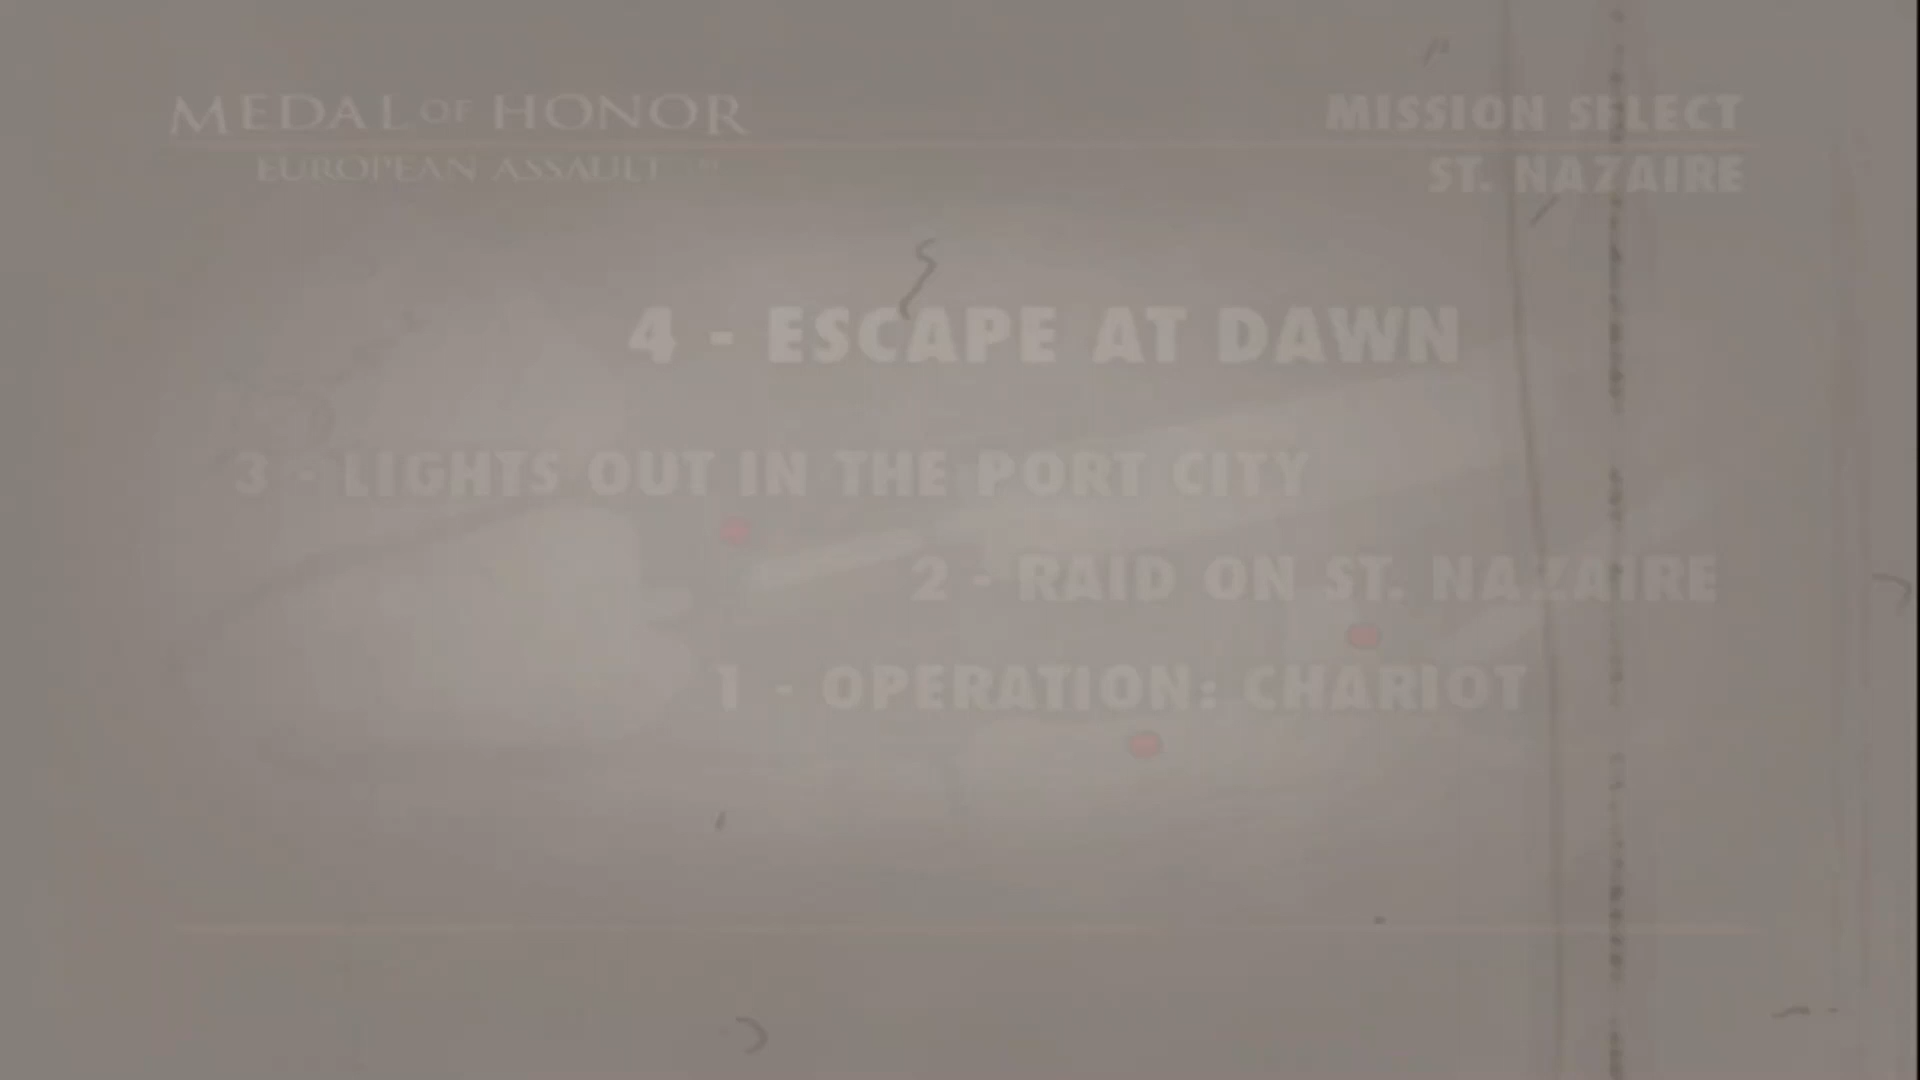 MEDAL OF HONOR
EUROPEAN ASSAULT™
MISSION SELECT
ST. NAZAIRE
4 - ESCAPE AT DAWN
3 - LIGHTS OUT IN THE PORT CITY
2 - RAID ON ST. NAZAIRE
1 - OPERATION: CHARIOT